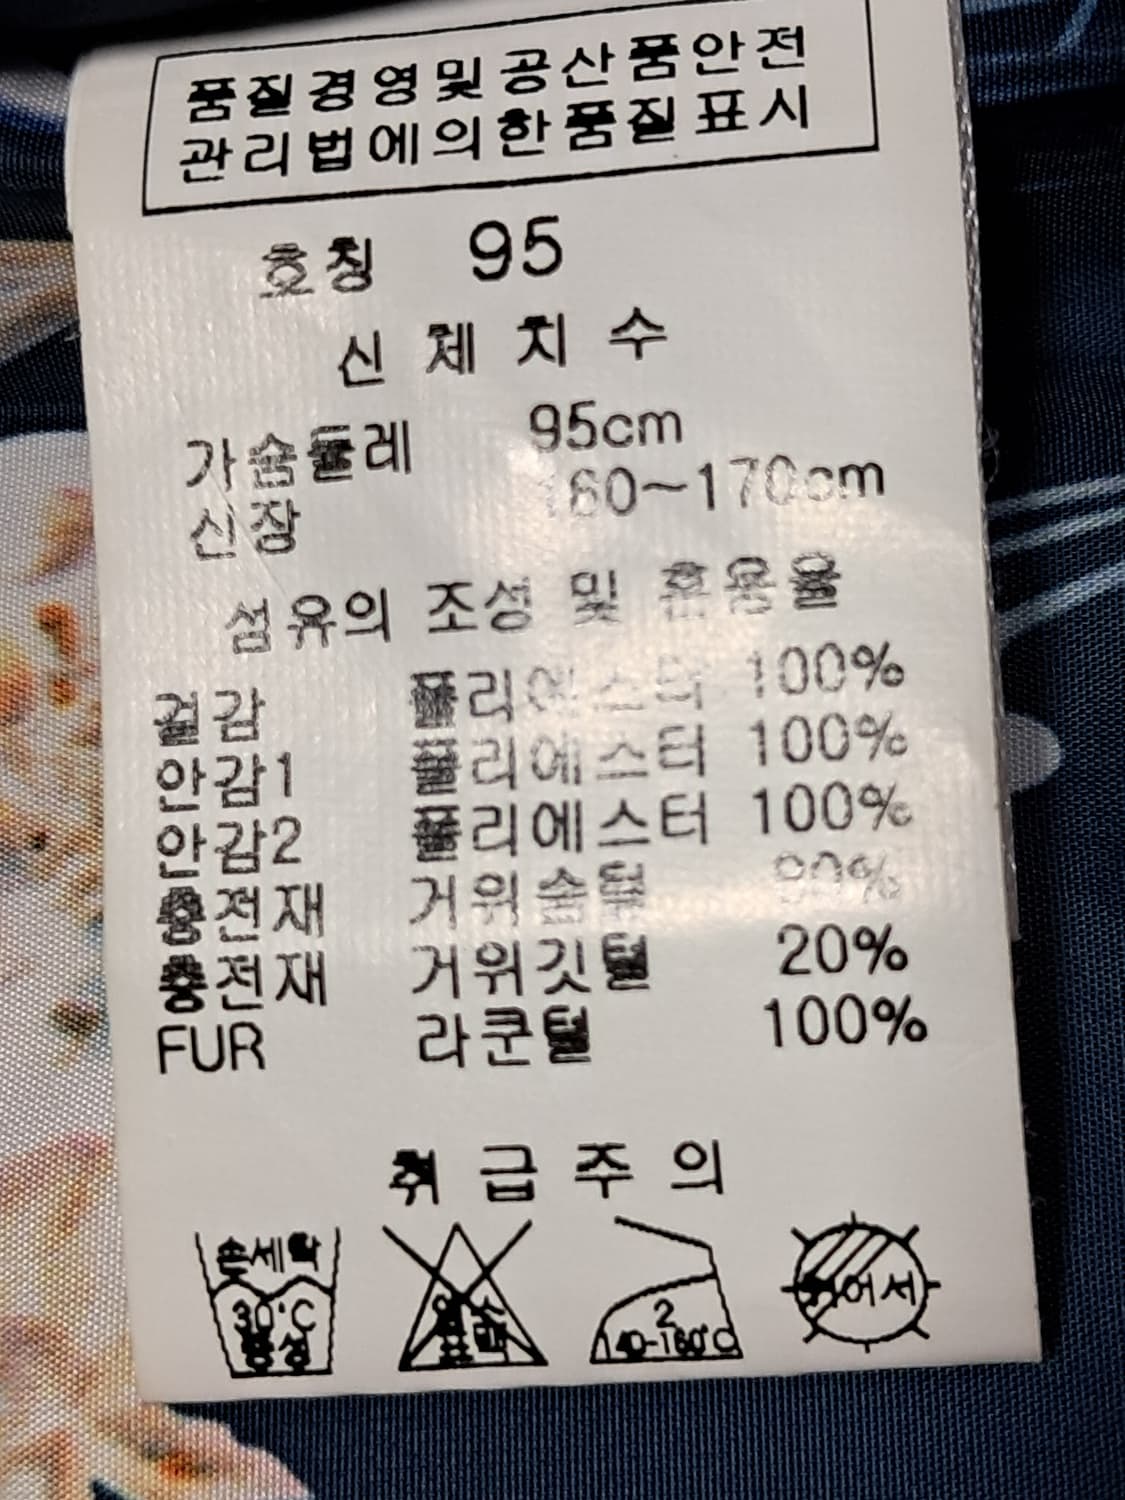 품질경영및공산품안전
관리법에의한품질표시
호칭 95
신체치수
가슴둘레 95cm
신장 160~170cm
섬유의 조성 및 혼용율
겉감 폴리에스터 100%
안감1 폴리에스터 100%
안감2 폴리에스터 100%
충전재 거위솜털
충전재 거위깃털 20%
FUR 라쿤털 100%
취급주의
손세탁
30°C
중성
염소
표백
2
140-160°C
뉘어서